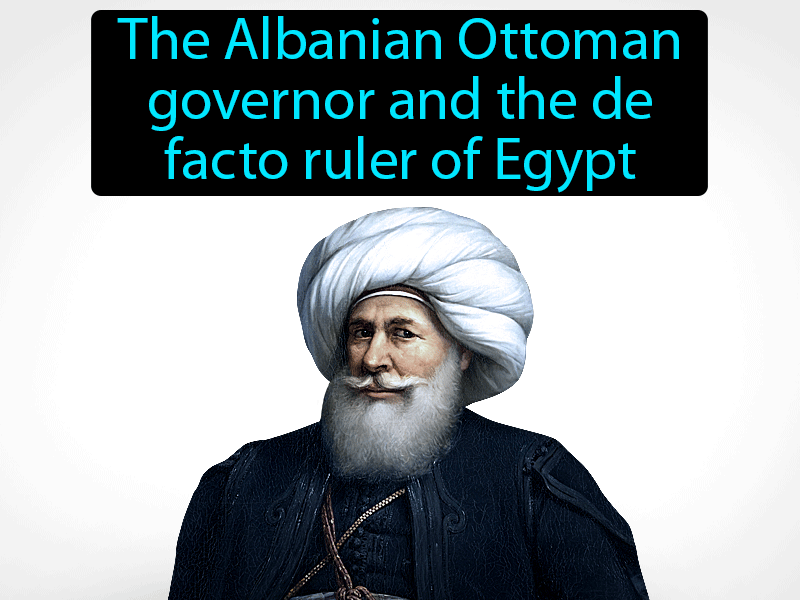 The Albanian Ottoman
governor and the de
facto ruler of Egypt